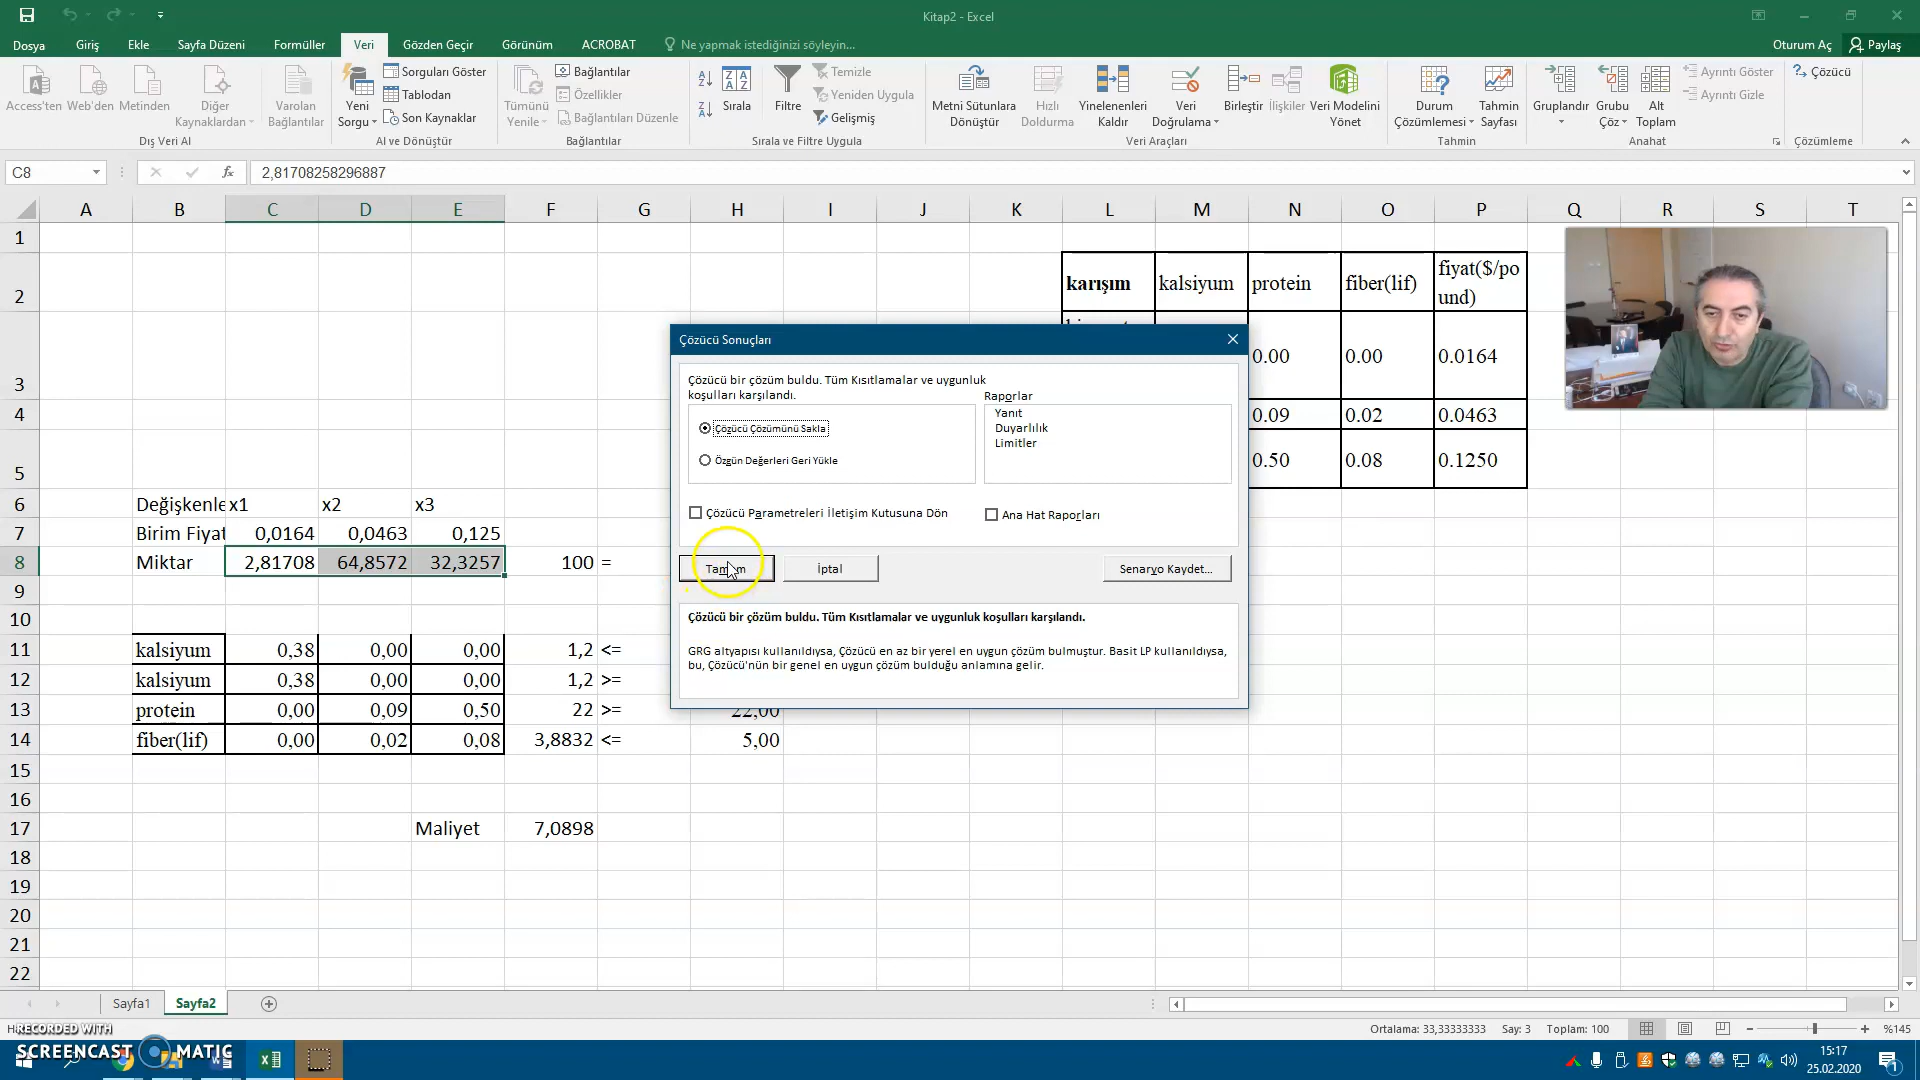 Kitap2 - Excel
Dosya Giriş Ekle Sayfa Düzeni Formüller Veri Gözden Geçir Görünüm ACROBAT Ne yapmak istediğinizi söyleyin... Oturum Aç Paylaş
Access'ten Web'den Metinden Diğer Kaynaklardan Varolan Bağlantılar
Dış Veri Al
Yeni Sorgu Sorguları Göster
Tablodan
Son Kaynaklar
Al ve Dönüştür
Tümünü Yenile Bağlantılar
Özellikler
Bağlantıları Düzenle
Bağlantılar
Sırala Filtre Temizle
Yeniden Uygula
Gelişmiş
Sırala ve Filtre Uygula
Metni Sütunlara Dönüştür Hızlı Doldurma Yinelenenleri Kaldır Veri Doğrulama Birleştir İlişkiler Veri Modelini Yönet
Veri Araçları
Durum Çözümlemesi Tahmin Sayfası
Tahmin
Gruplandır Grubu Çöz Alt Toplam Ayrıntı Göster
Ayrıntı Gizle
Anahat
Çözücü
Çözümleme
C8 fx 2,81708258296887
A B C D E F G H I J K L M N O P Q R S T
1
2 karışım kalsiyum protein fiber(lif) fiyat($/po
und)
3 0.00 0.00 0.0164
4 0.09 0.02 0.0463
5 0.50 0.08 0.1250
6 Değişkenle x1 x2 x3
7 Birim Fiyat 0,0164 0,0463 0,125
8 Miktar 2,81708 64,8572 32,3257 100 =
9
10
11 kalsiyum 0,38 0,00 0,00 1,2 <=
12 kalsiyum 0,38 0,00 0,00 1,2 >=
13 protein 0,00 0,09 0,50 22 >= 22,00
14 fiber(lif) 0,00 0,02 0,08 3,8832 <= 5,00
15
16
17 Maliyet 7,0898
18
19
20
21
22
Çözücü Sonuçları
Çözücü bir çözüm buldu. Tüm Kısıtlamalar ve uygunluk
koşulları karşılandı.
Raporlar
Yanıt
Duyarlılık
Limitler
Çözücü Çözümünü Sakla
Özgün Değerleri Geri Yükle
Çözücü Parametreleri İletişim Kutusuna Dön
Ana Hat Raporları
Tamam İptal Senaryo Kaydet...
Çözücü bir çözüm buldu. Tüm Kısıtlamalar ve uygunluk koşulları karşılandı.
GRG altyapısı kullanıldıysa, Çözücü en az bir yerel en uygun çözüm bulmuştur. Basit LP kullanıldıysa,
bu, Çözücü'nün bir genel en uygun çözüm bulduğu anlamına gelir.
Sayfa1 Sayfa2
Ortalama: 33,33333333 Say: 3 Toplam: 100 %145
RECORDED WITH
SCREENCAST MATIC
15:17
25.02.2020